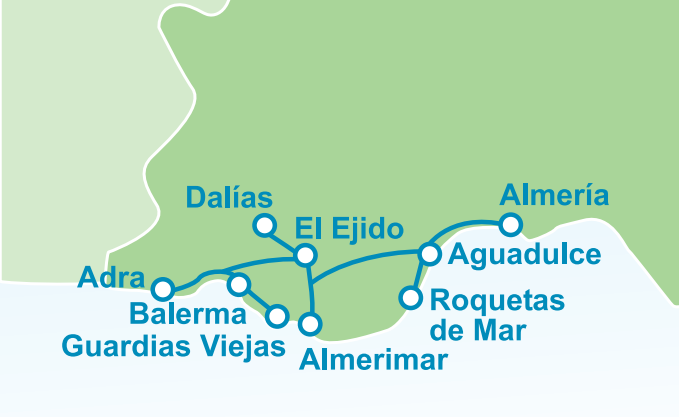 Dalías
Almería
El Ejido
Aguadulce
Adra
Balerma
Roquetas
de Mar
Guardias Viejas
Almerimar